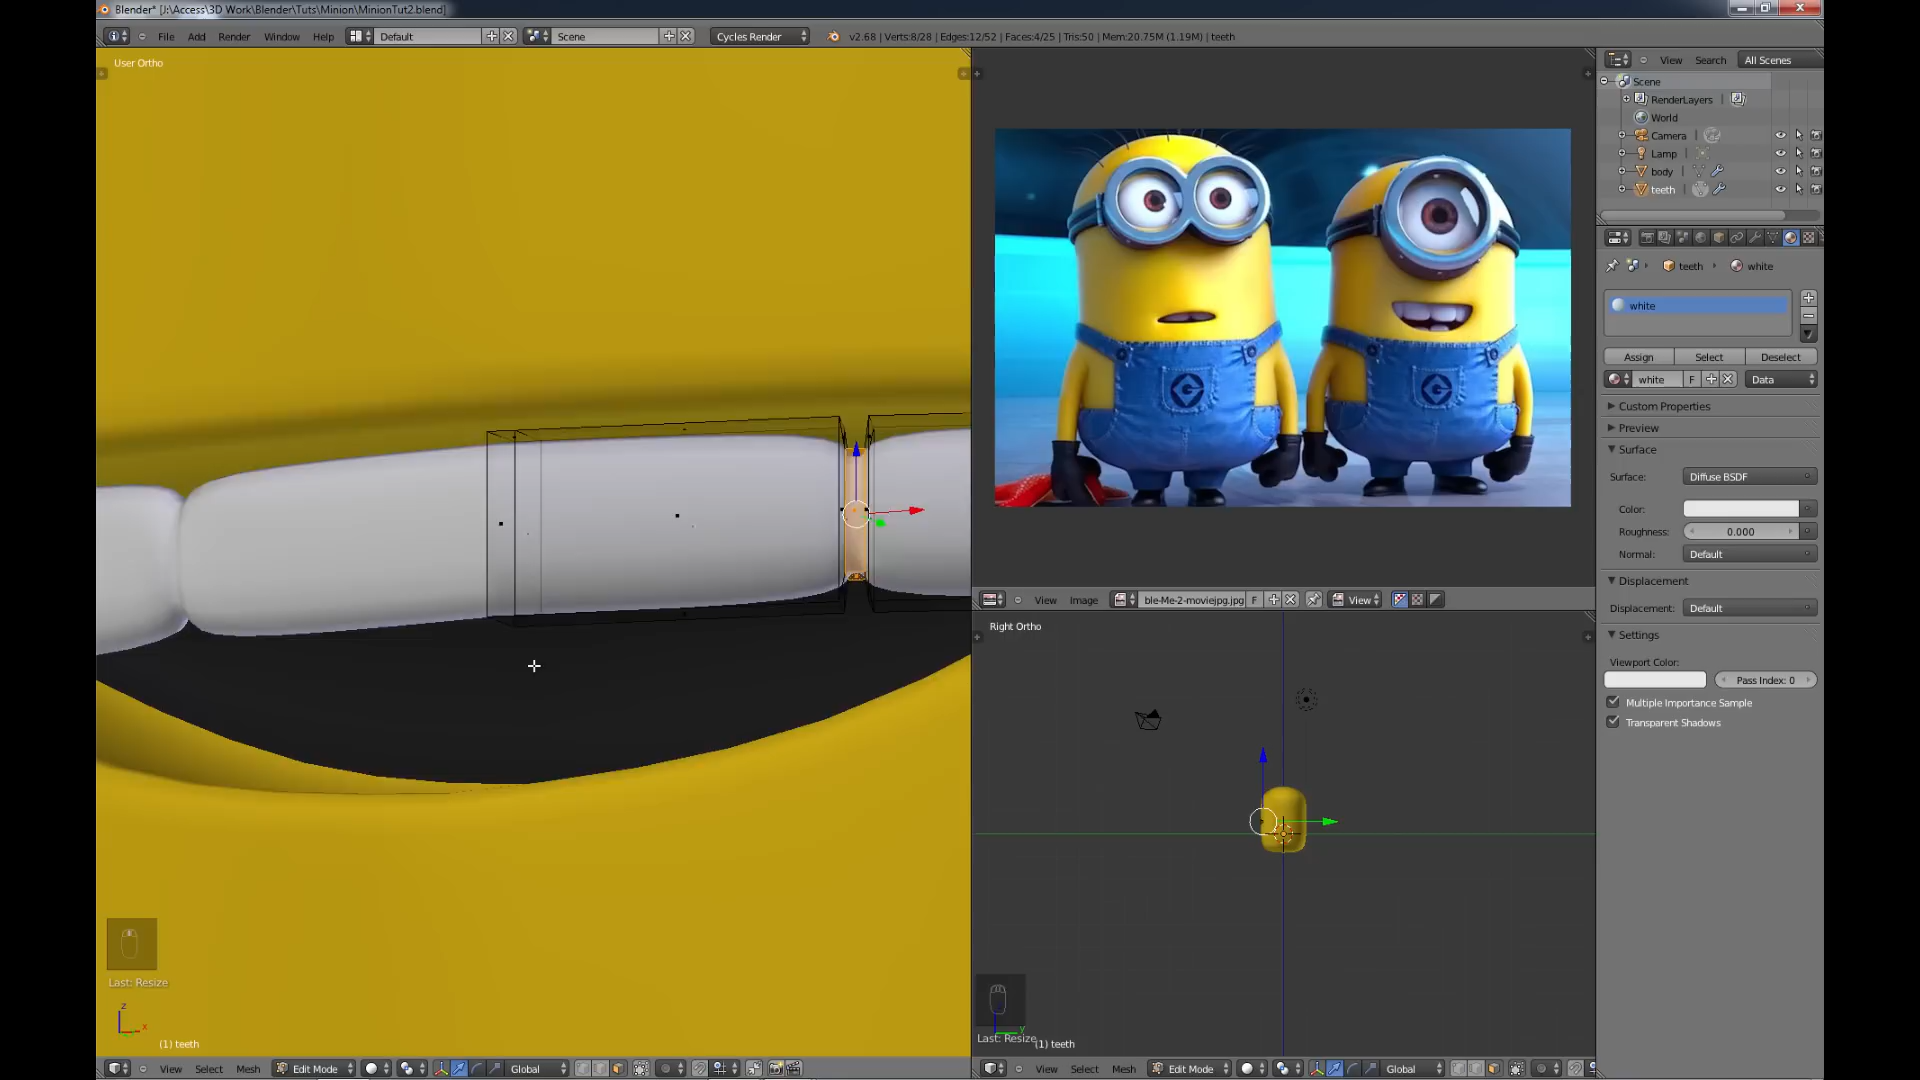 Blender* [J:\Access\3D Work\Blender\Tuts\Minion\MinionTut2.blend]
File Add Render Window Help Default Scene Cycles Render v2.68 | Verts:8/28 | Edges:12/52 | Faces:4/25 | Tris:50 | Mem:20.75M (1.19M) | teeth
User Ortho
Last: Resize
z
x
(1) teeth
View Select Mesh Edit Mode Global
View Image ble-Me-2-moviejpg.jpg F View
Right Ortho
y
Last: Resize
(1) teeth
View Select Mesh Edit Mode Global
View Search All Scenes
Scene
RenderLayers
World
Camera
Lamp
body
teeth
teeth white
white
Assign Select Deselect
white F Data
Custom Properties
Preview
Surface
Surface: Diffuse BSDF
Color:
Roughness: 0.000
Normal: Default
Displacement
Displacement: Default
Settings
Viewport Color:
Pass Index: 0
Multiple Importance Sample
Transparent Shadows